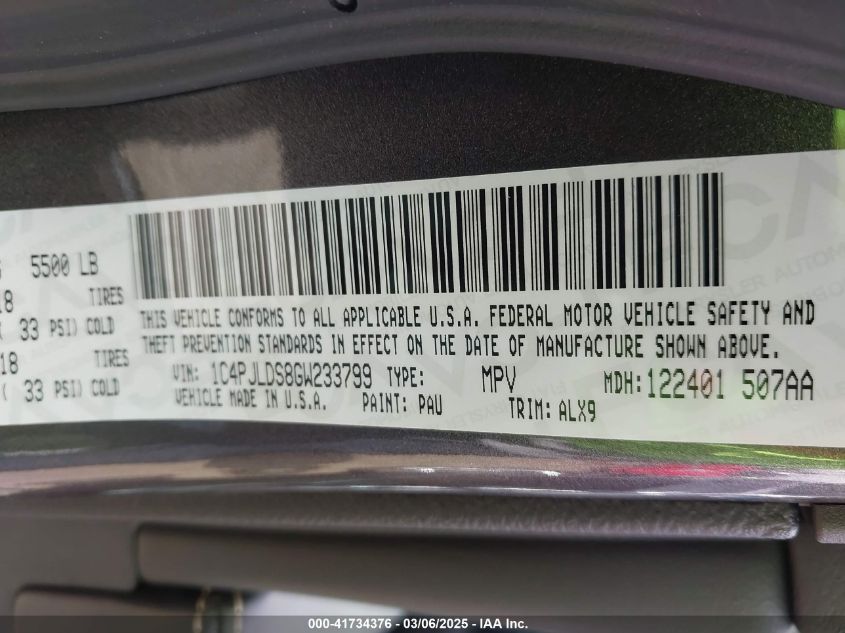 5500 LB
18 TIRES
33 PSI) COLD
18 TIRES
( 33 PSI) COLD
THIS VEHICLE CONFORMS TO ALL APPLICABLE U.S.A. FEDERAL MOTOR VEHICLE SAFETY AND
THEFT PREVENTION STANDARDS IN EFFECT ON THE DATE OF MANUFACTURE SHOWN ABOVE.
VIN: 1C4PJLDS8GW233799 TYPE: MPV MDH: 122401 507AA
VEHICLE MADE IN U.S.A. PAINT: PAU TRIM: ALX9
000-41734376 - 03/06/2025 - IAA Inc.